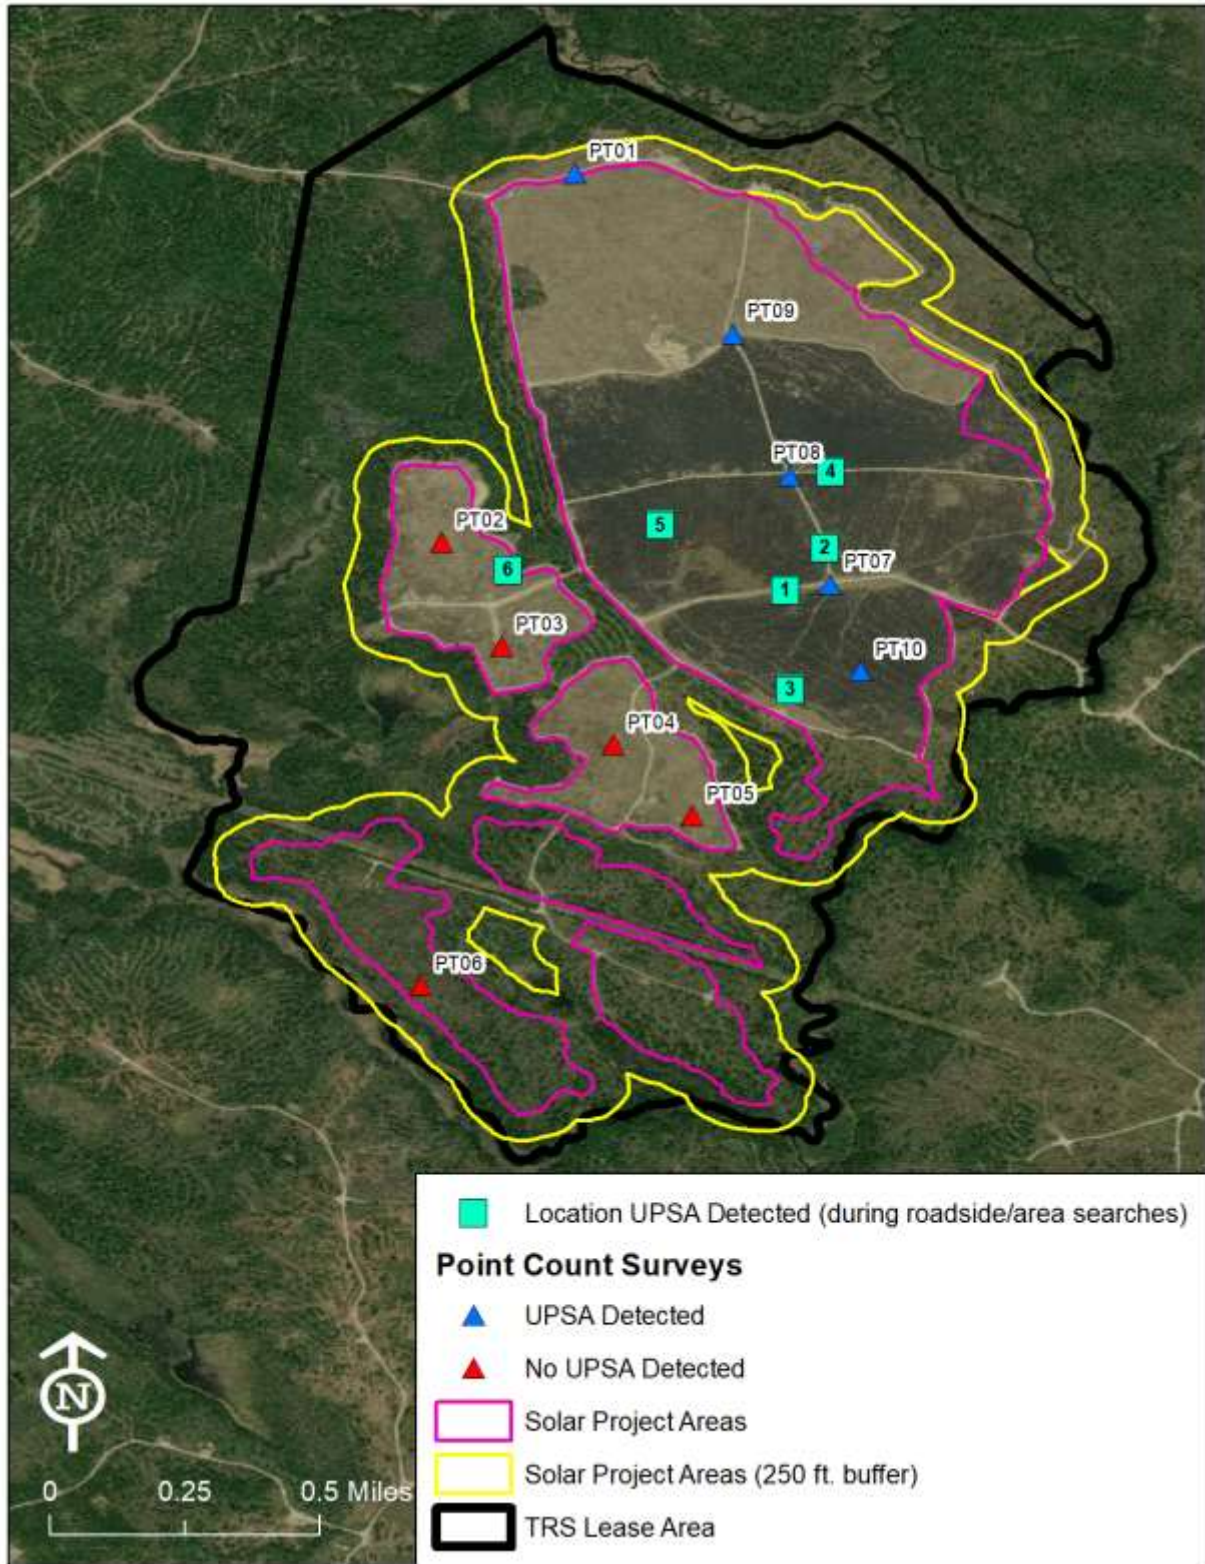 PT01
PT09
PT08
4
PT02
5
2
6
PT07
1
PT03
PT10
3
PT04
PT05
PT06
Location UPSA Detected (during roadside/area searches)
Point Count Surveys
UPSA Detected
No UPSA Detected
N
Solar Project Areas
Solar Project Areas (250 ft. buffer)
0 0.25 0.5 Miles
TRS Lease Area